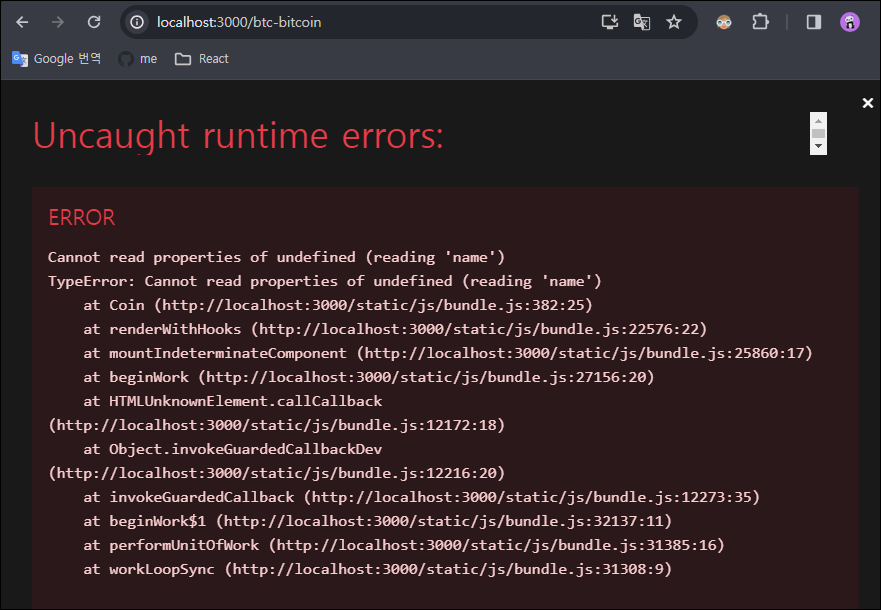 localhost:3000/btc-bitcoin
Google 번역 me React
Uncaught runtime errors:
ERROR
Cannot read properties of undefined (reading 'name')
TypeError: Cannot read properties of undefined (reading 'name')
at Coin (http://localhost:3000/static/js/bundle.js:382:25)
at renderWithHooks (http://localhost:3000/static/js/bundle.js:22576:22)
at mountIndeterminateComponent (http://localhost:3000/static/js/bundle.js:25860:17)
at beginWork (http://localhost:3000/static/js/bundle.js:27156:20)
at HTMLUnknownElement.callCallback
(http://localhost:3000/static/js/bundle.js:12172:18)
at Object.invokeGuardedCallbackDev
(http://localhost:3000/static/js/bundle.js:12216:20)
at invokeGuardedCallback (http://localhost:3000/static/js/bundle.js:12273:35)
at beginWork$1 (http://localhost:3000/static/js/bundle.js:32137:11)
at performUnitOfWork (http://localhost:3000/static/js/bundle.js:31385:16)
at workLoopSync (http://localhost:3000/static/js/bundle.js:31308:9)